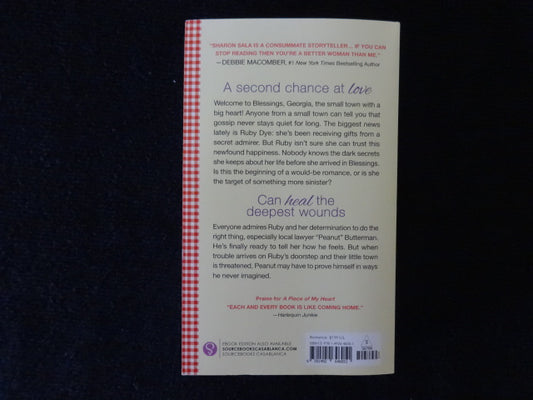 "SHARON SALA IS A CONSUMMATE STORYTELLER... IF YOU CAN
STOP READING THEN YOU'RE A BETTER WOMAN THAN ME."
—DEBBIE MACOMBER, #1 New York Times Bestselling Author
A second chance at love
Welcome to Blessings, Georgia, the small town with a
big heart! Anyone from a small town can tell you that
gossip never stays quiet for long. The biggest news
lately is Ruby Dye: she's been receiving gifts from a
secret admirer. But Ruby isn't sure she can trust this
newfound happiness. Nobody knows the dark secrets
she keeps about her life before she arrived in Blessings.
Is this the beginning of a would-be romance, or is she
the target of something more sinister?
Can heal the
deepest wounds
Everyone admires Ruby and her determination to do the
right thing, especially local lawyer "Peanut" Butterman.
He's finally ready to tell her how he feels. But when
trouble arrives on Ruby's doorstep and their little town
is threatened, Peanut may have to prove himself in ways
he never imagined.
Praise for A Piece of My Heart
"EACH AND EVERY BOOK IS LIKE COMING HOME."
—Harlequin Junkie
EBOOK EDITION ALSO AVAILABLE
SOURCEBOOKSCASABLANCA.COM
SOURCEBOOKS CASABLANCA
Romance $7.99 U.S.